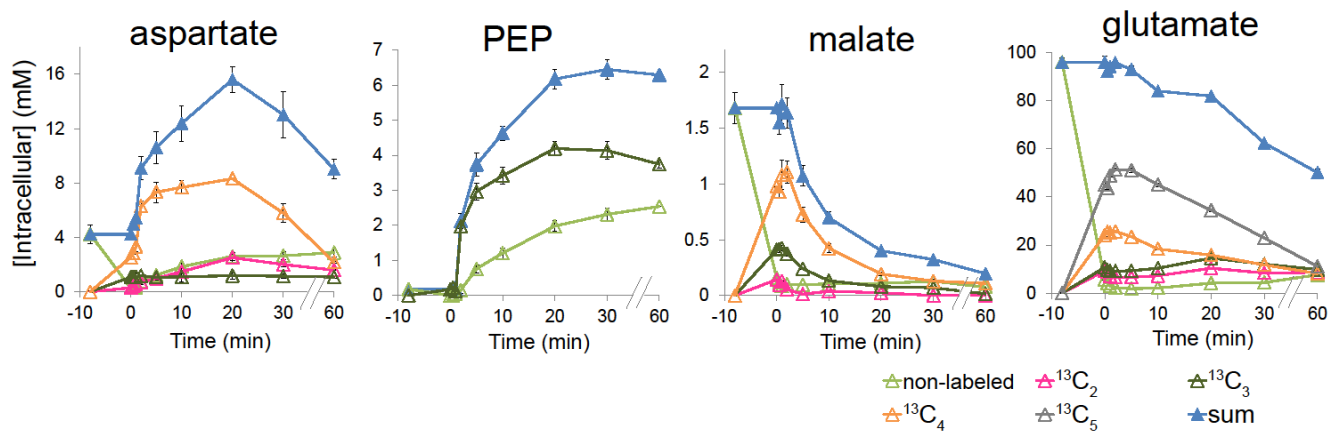 aspartate
PEP
malate
glutamate
[Intracellular] (mM)
16
12
8
4
0
-10 0 10 20 30 60
Time (min)
7
6
5
4
3
2
1
0
-10 0 10 20 30 60
Time (min)
2
1.5
1
0.5
0
-10 0 10 20 30 60
Time (min)
100
80
60
40
20
0
-10 0 10 20 30 60
Time (min)
non-labeled ¹³C₂ ¹³C₃
¹³C₄ ¹³C₅ sum